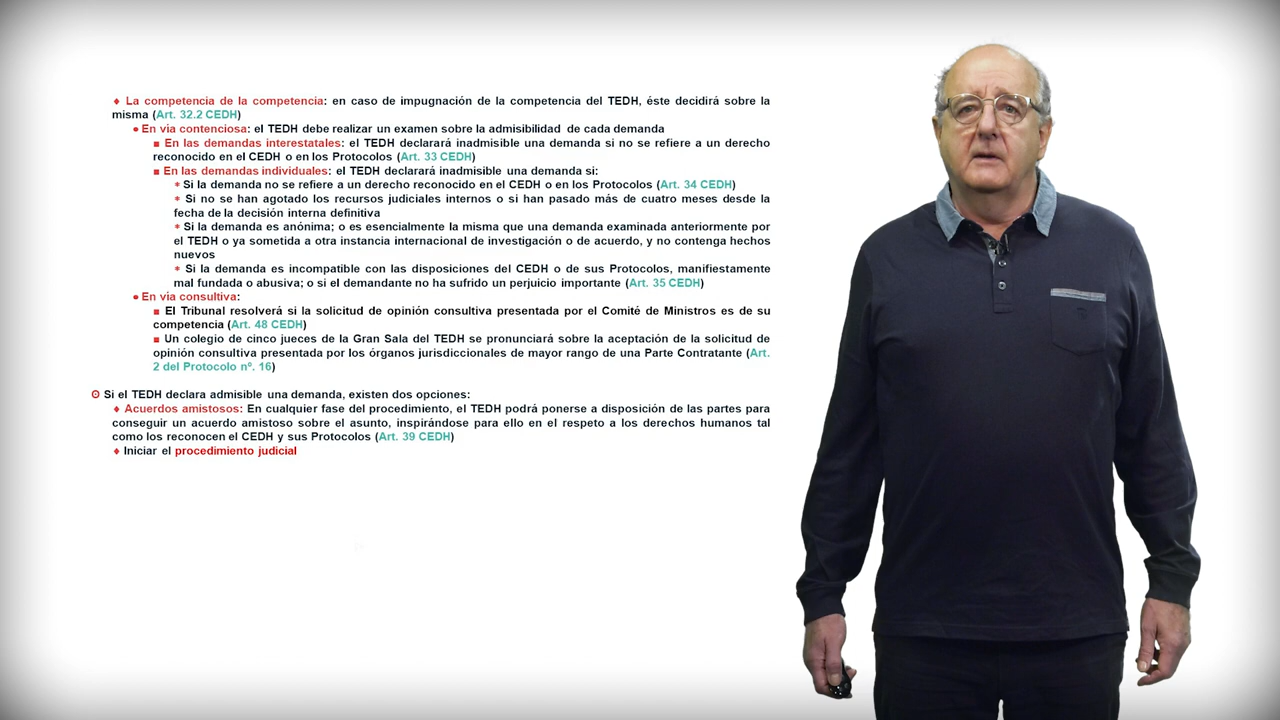 ♦ La competencia de la competencia: en caso de impugnación de la competencia del TEDH, éste decidirá sobre la
misma (Art. 32.2 CEDH)
● En vía contenciosa: el TEDH debe realizar un examen sobre la admisibilidad de cada demanda
■ En las demandas interestatales: el TEDH declarará inadmisible una demanda si no se refiere a un derecho
reconocido en el CEDH o en los Protocolos (Art. 33 CEDH)
■ En las demandas individuales: el TEDH declarará inadmisible una demanda si:
* Si la demanda no se refiere a un derecho reconocido en el CEDH o en los Protocolos (Art. 34 CEDH)
* Si no se han agotado los recursos judiciales internos o si han pasado más de cuatro meses desde la
fecha de la decisión interna definitiva
* Si la demanda es anónima; o es esencialmente la misma que una demanda examinada anteriormente por
el TEDH o ya sometida a otra instancia internacional de investigación o de acuerdo, y no contenga hechos
nuevos
* Si la demanda es incompatible con las disposiciones del CEDH o de sus Protocolos, manifiestamente
mal fundada o abusiva; o si el demandante no ha sufrido un perjuicio importante (Art. 35 CEDH)
● En vía consultiva:
■ El Tribunal resolverá si la solicitud de opinión consultiva presentada por el Comité de Ministros es de su
competencia (Art. 48 CEDH)
■ Un colegio de cinco jueces de la Gran Sala del TEDH se pronunciará sobre la aceptación de la solicitud de
opinión consultiva presentada por los órganos jurisdiccionales de mayor rango de una Parte Contratante (Art.
2 del Protocolo nº. 16)
⊙ Si el TEDH declara admisible una demanda, existen dos opciones:
♦ Acuerdos amistosos: En cualquier fase del procedimiento, el TEDH podrá ponerse a disposición de las partes para
conseguir un acuerdo amistoso sobre el asunto, inspirándose para ello en el respeto a los derechos humanos tal
como los reconocen el CEDH y sus Protocolos (Art. 39 CEDH)
♦ Iniciar el procedimiento judicial